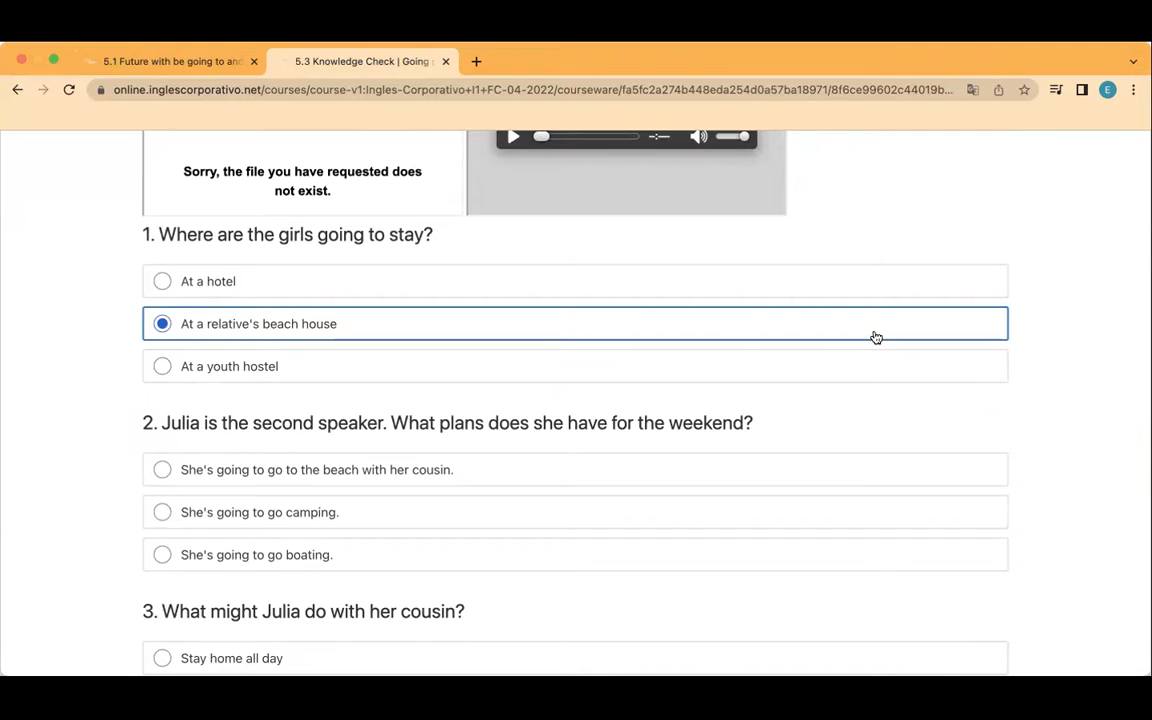 5.1 Future with be going to and
5.3 Knowledge Check | Going
online.inglescorporativo.net/courses/course-v1:Ingles-Corporativo+I1+FC-04-2022/courseware/fa5fc2a274b448eda254d0a57ba18971/8f6ce99602c44019b...
E
Sorry, the file you have requested does
not exist.
-:--
1. Where are the girls going to stay?
At a hotel
At a relative's beach house
At a youth hostel
2. Julia is the second speaker. What plans does she have for the weekend?
She's going to go to the beach with her cousin.
She's going to go camping.
She's going to go boating.
3. What might Julia do with her cousin?
Stay home all day